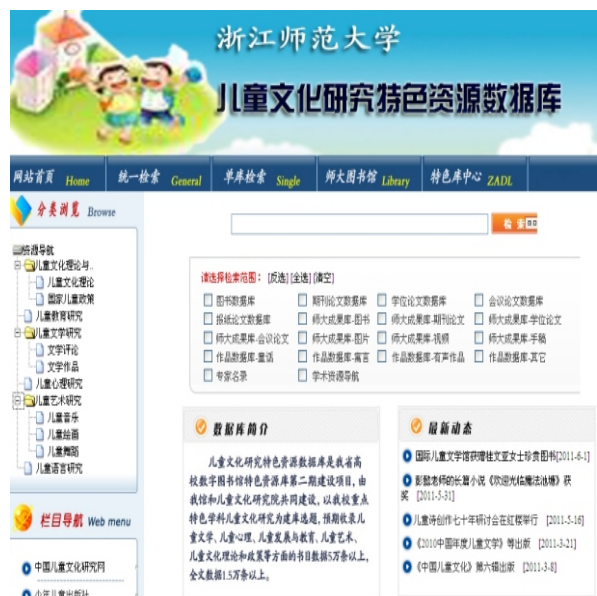 浙江师范大学
儿童文化研究特色资源数据库
网站首页 Home 统一检索 General 单库检索 Single 师大图书馆 Library 特色库中心 ZADL
分类浏览 Browse
检索
资源导航
儿童文化理论与..
儿童文化理论
国家儿童政策
儿童教育研究
儿童文学研究
文学评论
文学作品
儿童心理研究
儿童艺术研究
儿童音乐
儿童绘画
儿童舞蹈
儿童语言研究
请选择检索范围： [反选] [全选] [清空]
图书数据库 期刊论文数据库 学位论文数据库 会议论文数据库
报纸论文数据库 师大成果库-图书 师大成果库-期刊论文 师大成果库-学位论文
师大成果库-会议论文 师大成果库-图片 师大成果库-视频 师大成果库-手稿
作品数据库-童话 作品数据库-寓言 作品数据库-有声作品 作品数据库-其它
专家名录 学术资源导航
数据库简介
儿童文化研究特色资源数据库是我省高
校数字图书馆特色资源库第二期建设项目，由
我馆和儿童文化研究院共同建设，以我校重点
特色学科儿童文化研究为建库选题，预期收录儿
童文学、儿童心理、儿童发展与教育、儿童艺术、
儿童文化理论和政策等方面的书目数据5万条以上，
全文数据1.5万条以上。
最新动态
国际儿童文学馆获赠桂文亚女士珍贵图书[2011-6-1]
彭懿老师的长篇小说《欢迎光临魔法池塘》获
奖 [2011-5-31]
儿童诗创作七十年研讨会在红楼举行 [2011-5-16]
《2010中国年度儿童文学》等出版 [2011-3-21]
《中国儿童文化》第六辑出版 [2011-3-8]
栏目导航 Web menu
中国儿童文化研究网
少年儿童出版社